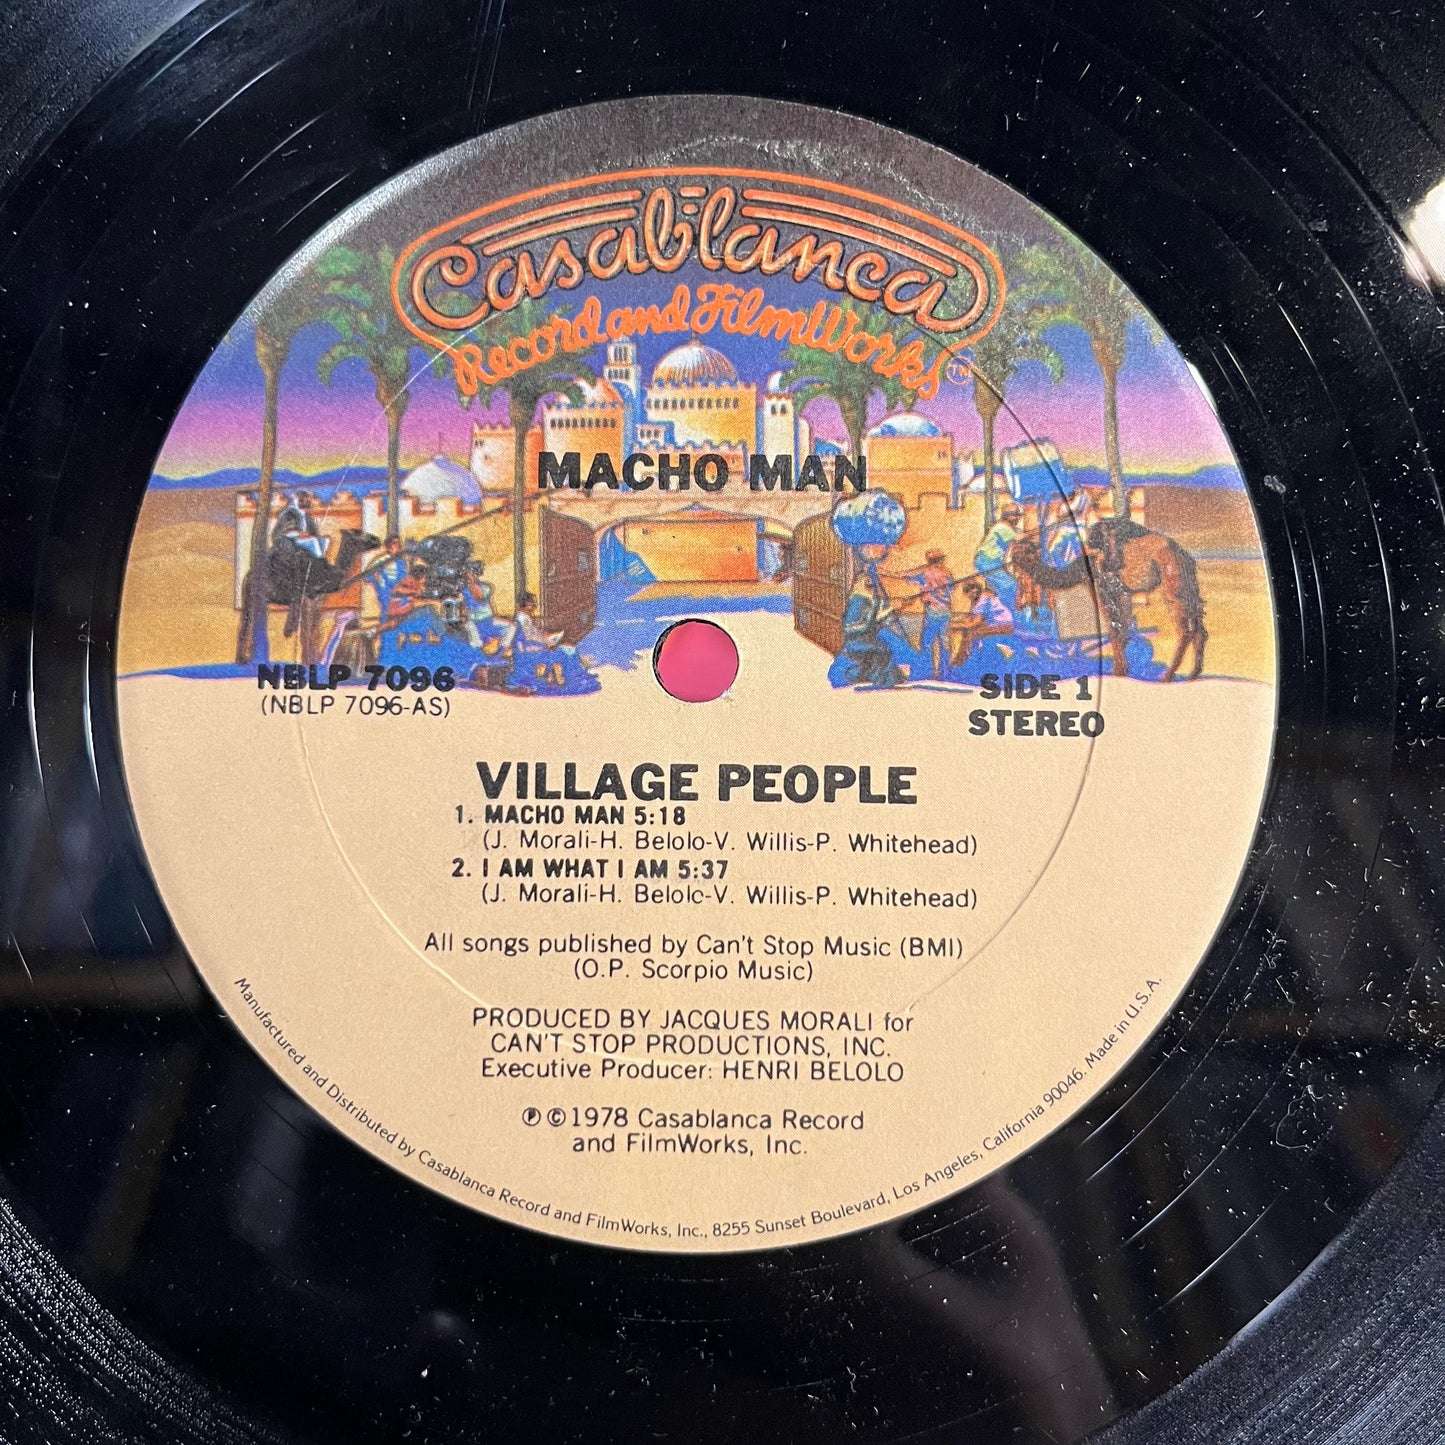 Casablanca
Record and FilmWorks TM
MACHO MAN
NBLP 7096
(NBLP 7096-AS)
SIDE 1
STEREO
VILLAGE PEOPLE
1. MACHO MAN 5:18
(J. Morali-H. Belolo-V. Willis-P. Whitehead)
2. I AM WHAT I AM 5:37
(J. Morali-H. Belolo-V. Willis-P. Whitehead)
All songs published by Can't Stop Music (BMI)
(O.P. Scorpio Music)
PRODUCED BY JACQUES MORALI for
CAN'T STOP PRODUCTIONS, INC.
Executive Producer: HENRI BELOLO
℗ © 1978 Casablanca Record
and FilmWorks, Inc.
Manufactured and Distributed by Casablanca Record and FilmWorks, Inc., 8255 Sunset Boulevard, Los Angeles, California 90046. Made in U.S.A.